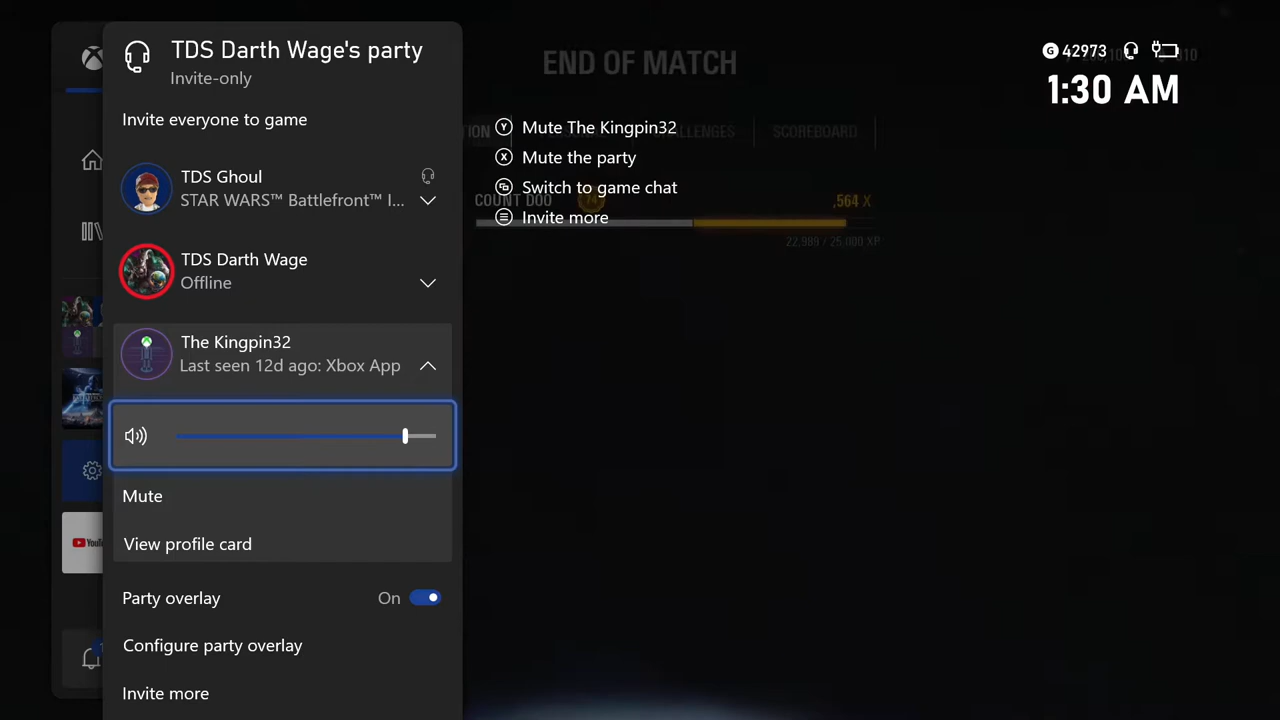 TDS Darth Wage's party
Invite-only
Invite everyone to game
TDS Ghoul
STAR WARS™ Battlefront™ I...
TDS Darth Wage
Offline
The Kingpin32
Last seen 12d ago: Xbox App
Mute
View profile card
Party overlay
On
Configure party overlay
Invite more
END OF MATCH
Mute The Kingpin32
Mute the party
Switch to game chat
Invite more
SCOREBOARD
COUNT DOO
,564 X
22,989 / 25,000 XP
G 42973
1:30 AM